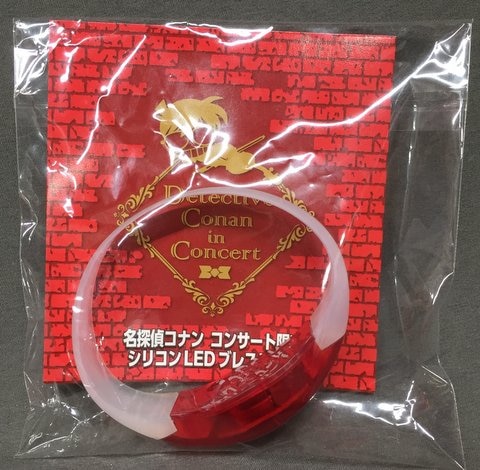 Detective
Conan
in
Concert
名探偵コナン コンサート限
シリコンLEDブレス